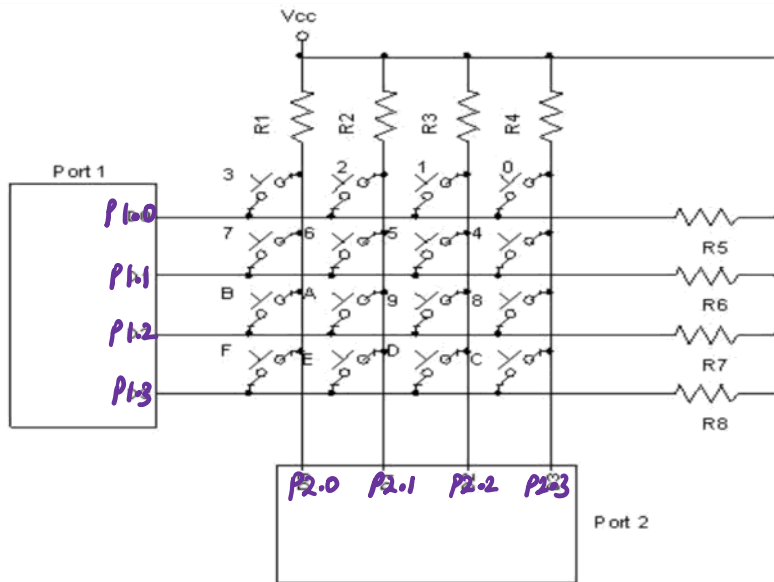 Vcc
R1 R2 R3 R4
Port 1
3 2 1 0
P1.0
R5
7 6 5 4
P1.1
R6
B A 9 8
P1.2
R7
F E D C
P1.3
R8
P2.0 P2.1 P2.2 P2.3
Port 2